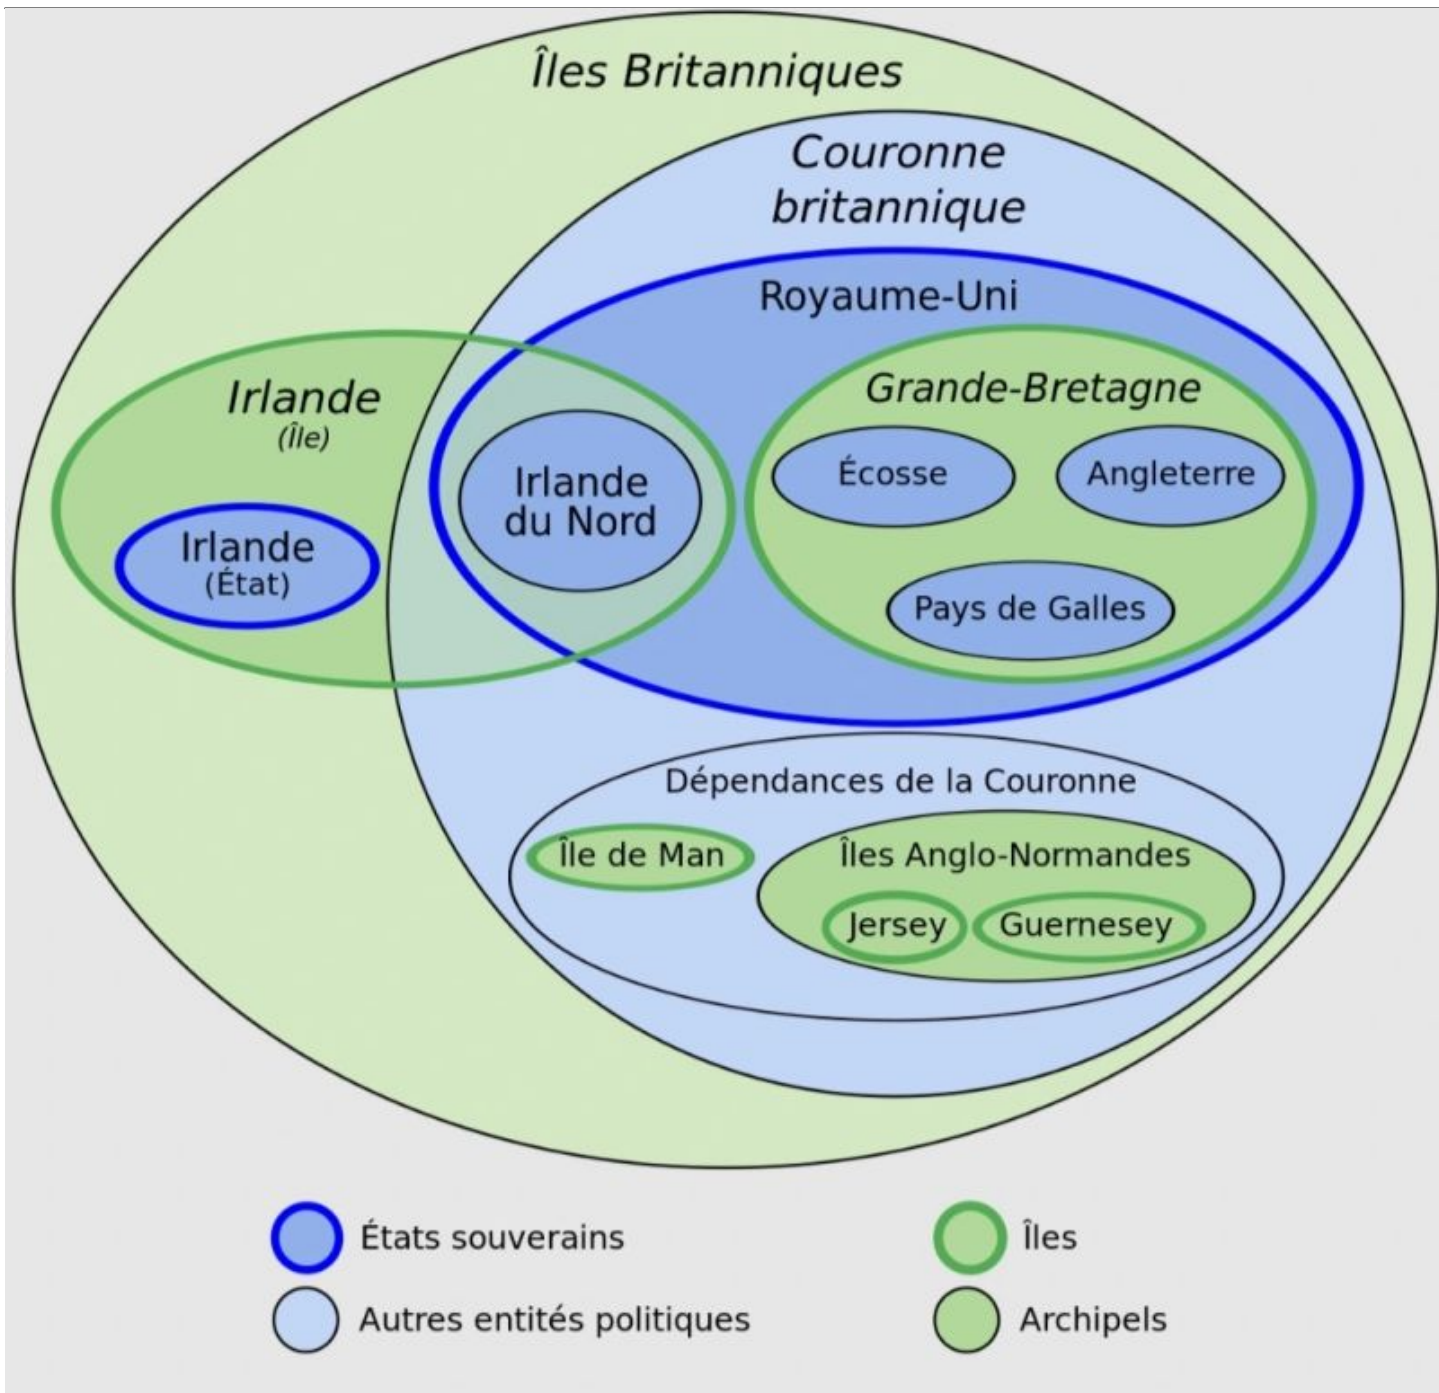 Îles Britanniques
Couronne
britannique
Royaume-Uni
Grande-Bretagne
Irlande
(Île)
Écosse
Angleterre
Irlande
du Nord
Irlande
(État)
Pays de Galles
Dépendances de la Couronne
Île de Man
Îles Anglo-Normandes
Jersey
Guernesey
États souverains
Îles
Autres entités politiques
Archipels